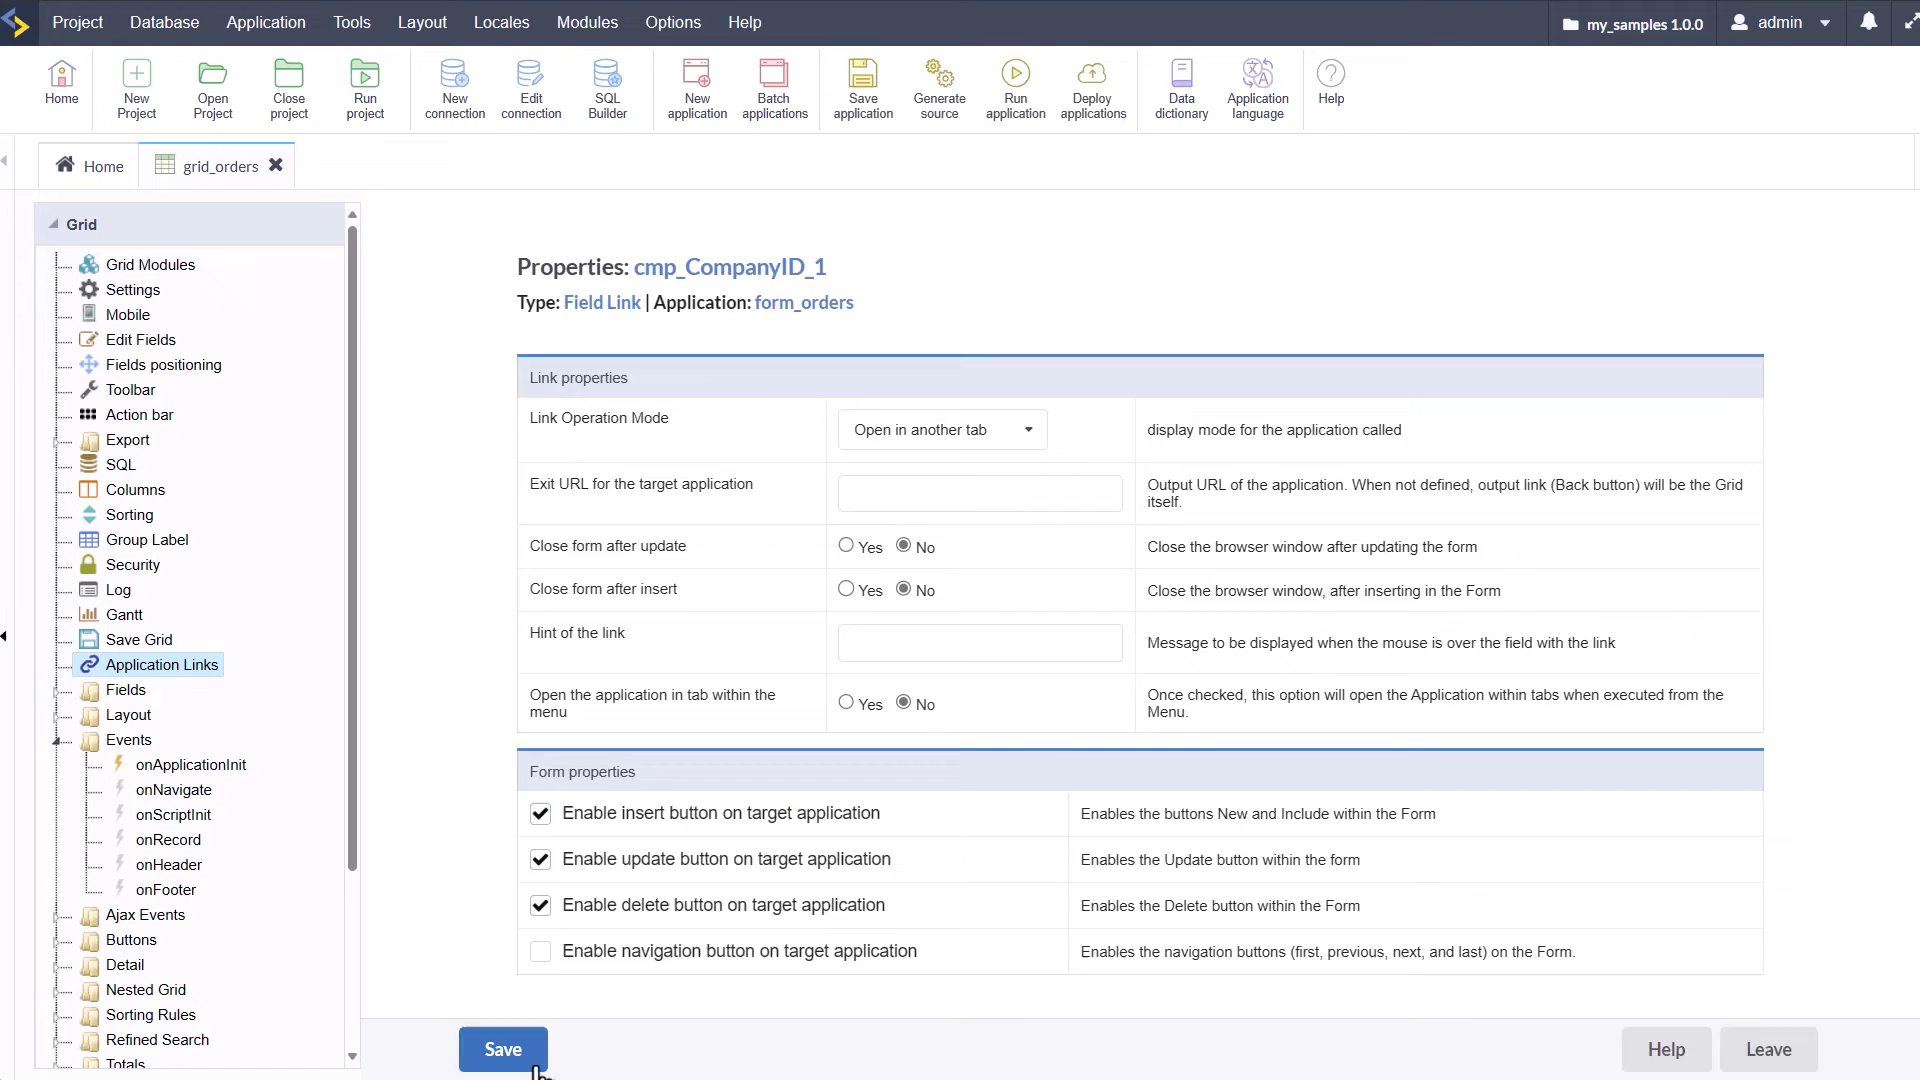 Project Database Application Tools Layout Locales Modules Options Help my_samples 1.0.0 admin
Home
New
Project
Open
Project
Close
project
Run
project
New
connection
Edit
connection
SQL
Builder
New
application
Batch
applications
Save
application
Generate
source
Run
application
Deploy
applications
Data
dictionary
Application
language
Help
Home
grid_orders
Grid
Grid Modules
Settings
Mobile
Edit Fields
Fields positioning
Toolbar
Action bar
Export
SQL
Columns
Sorting
Group Label
Security
Log
Gantt
Save Grid
Application Links
Fields
Layout
Events
onApplicationInit
onNavigate
onScriptInit
onRecord
onHeader
onFooter
Ajax Events
Buttons
Detail
Nested Grid
Sorting Rules
Refined Search
Totals
Properties: cmp_CompanyID_1
Type: Field Link | Application: form_orders
Link properties
Link Operation Mode
Open in another tab
display mode for the application called
Exit URL for the target application
Output URL of the application. When not defined, output link (Back button) will be the Grid
itself.
Close form after update
Yes No
Close the browser window after updating the form
Close form after insert
Yes No
Close the browser window, after inserting in the Form
Hint of the link
Message to be displayed when the mouse is over the field with the link
Open the application in tab within the
menu
Yes No
Once checked, this option will open the Application within tabs when executed from the
Menu.
Form properties
Enable insert button on target application
Enables the buttons New and Include within the Form
Enable update button on target application
Enables the Update button within the form
Enable delete button on target application
Enables the Delete button within the Form
Enable navigation button on target application
Enables the navigation buttons (first, previous, next, and last) on the Form.
Save
Help
Leave